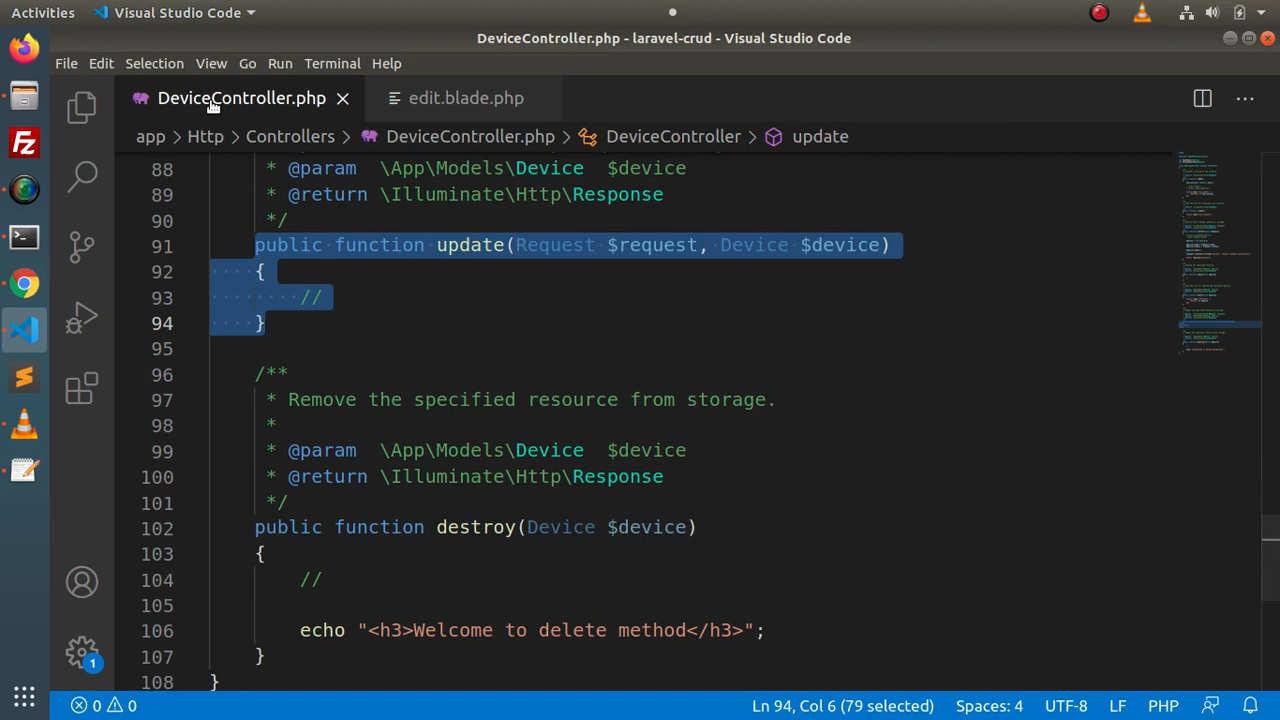 Activities Visual Studio Code
DeviceController.php - laravel-crud - Visual Studio Code
File Edit Selection View Go Run Terminal Help
DeviceController.php edit.blade.php
app > Http > Controllers > DeviceController.php > DeviceController > update
88 * @param \App\Models\Device $device
89 * @return \Illuminate\Http\Response
90 */
91 public function update(Request $request, Device $device)
92 {
93 //
94 }
95
96 /**
97 * Remove the specified resource from storage.
98 *
99 * @param \App\Models\Device $device
100 * @return \Illuminate\Http\Response
101 */
102 public function destroy(Device $device)
103 {
104 //
105
106 echo "<h3>Welcome to delete method</h3>";
107 }
108 }
1
0 0 Ln 94, Col 6 (79 selected) Spaces: 4 UTF-8 LF PHP